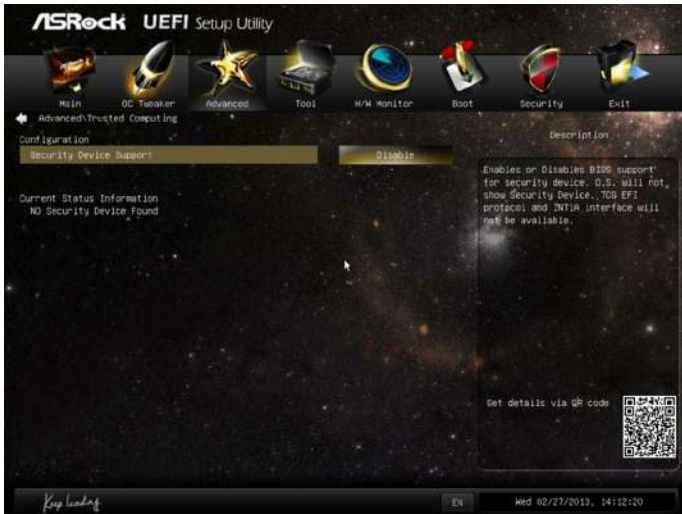 ASRock UEFI Setup Utility
Main OC Tweaker Advanced Tool H/W Monitor Boot Security Exit
Advanced\Trusted Computing
Configuration
Security Device Support Disable
Current Status Information
NO Security Device Found
Description
Enables or Disables BIOS support
for security device. O.S. will not
show Security Device. TCG EFI
protocol and INT1A interface will
not be available.
Get details via QR code
Keep leading
EN Wed 02/27/2013, 14:12:20